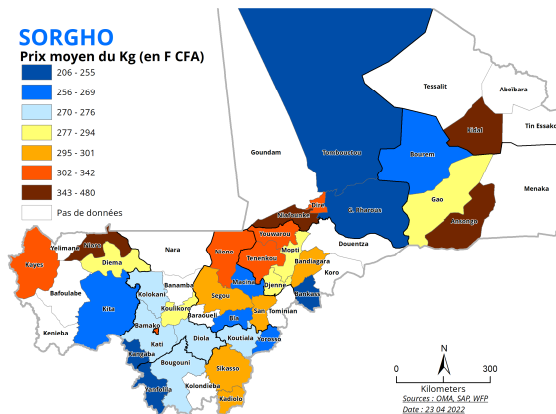 SORGHO
Prix moyen du Kg (en F CFA)
206 - 255
256 - 269
270 - 276
277 - 294
295 - 301
302 - 342
343 - 480
Pas de données
Tessalit
Abeibara
Kidal
Tin Essako
Goundam
Tombouctou
Bourem
Menaka
Gao
Ansongo
Dire
G. Rharous
Niafounke
Youwarou
Douentza
Kayes
Yelimane
Nioro
Diema
Nara
Niono
Tenenkou
Mopti
Bandiagara
Koro
Bafoulabe
Kolokani
Banamba
Macina
Djenne
Bankass
Kita
Koulikoro
Segou
Baraoueli
San
Tominian
Kenieba
Bamako
Kati
Dioila
Bla
Koutiala
Yorosso
Kangaba
Bougouni
Sikasso
Yanfolila
Kolondieba
Kadiolo
N
0 300
Kilometers
Sources : OMA, SAP, WFP
Date : 23 04 2022